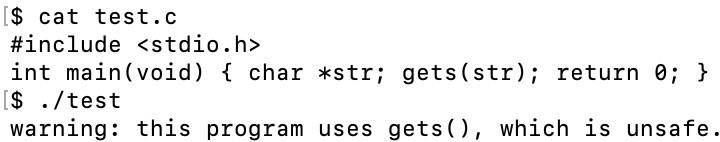 [$ cat test.c
#include <stdio.h>
int main(void) { char *str; gets(str); return 0; }
[$ ./test
warning: this program uses gets(), which is unsafe.